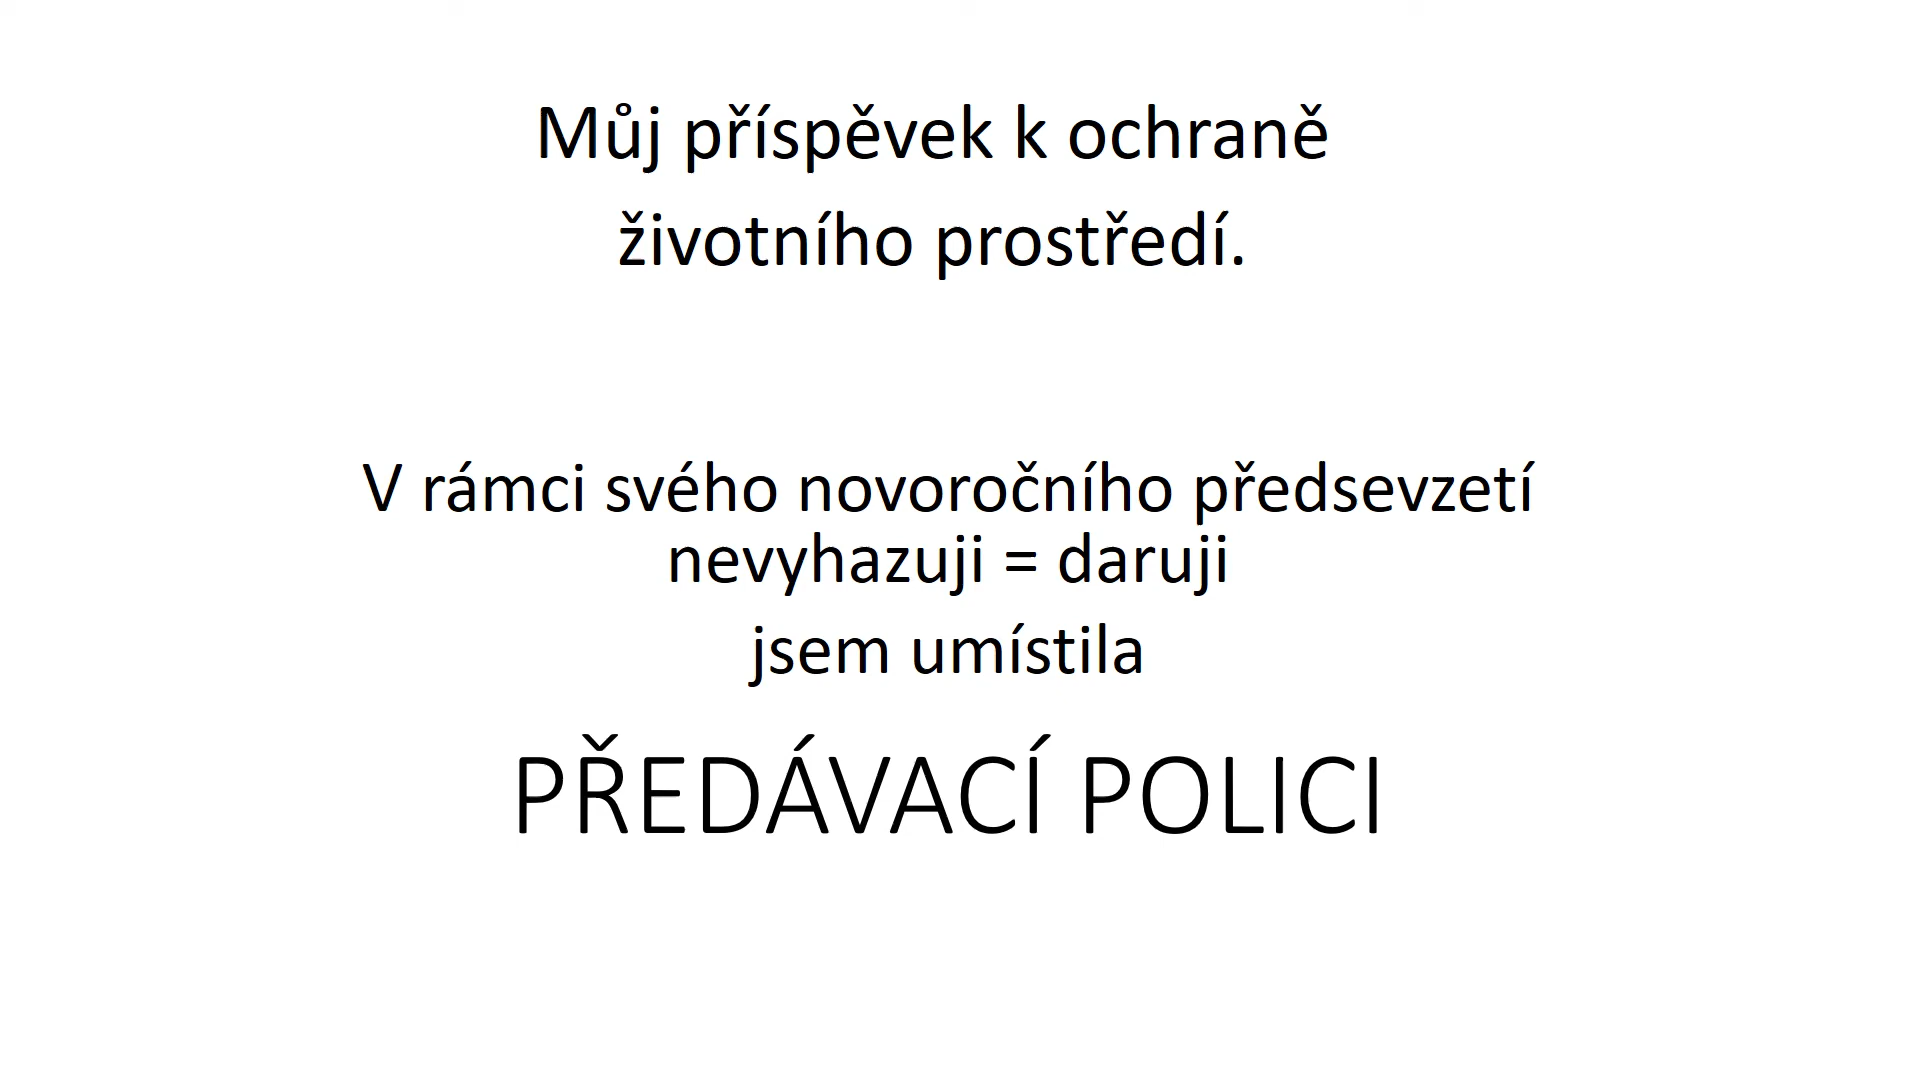 Můj příspěvek k ochraně
životního prostředí.
V rámci svého novoročního předsevzetí
nevyhazuji = daruji
jsem umístila
PŘEDÁVACÍ POLICI